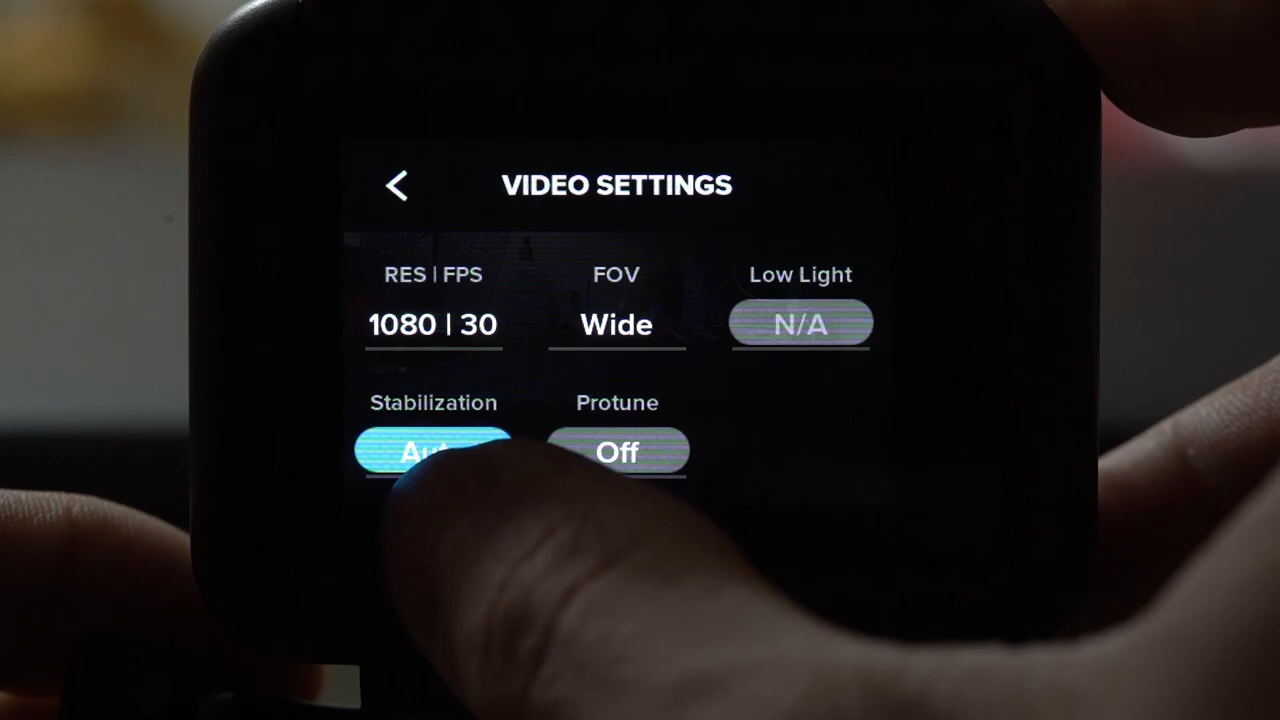 VIDEO SETTINGS
RES | FPS
FOV
Low Light
1080 | 30
Wide
N/A
Stabilization
Protune
Off